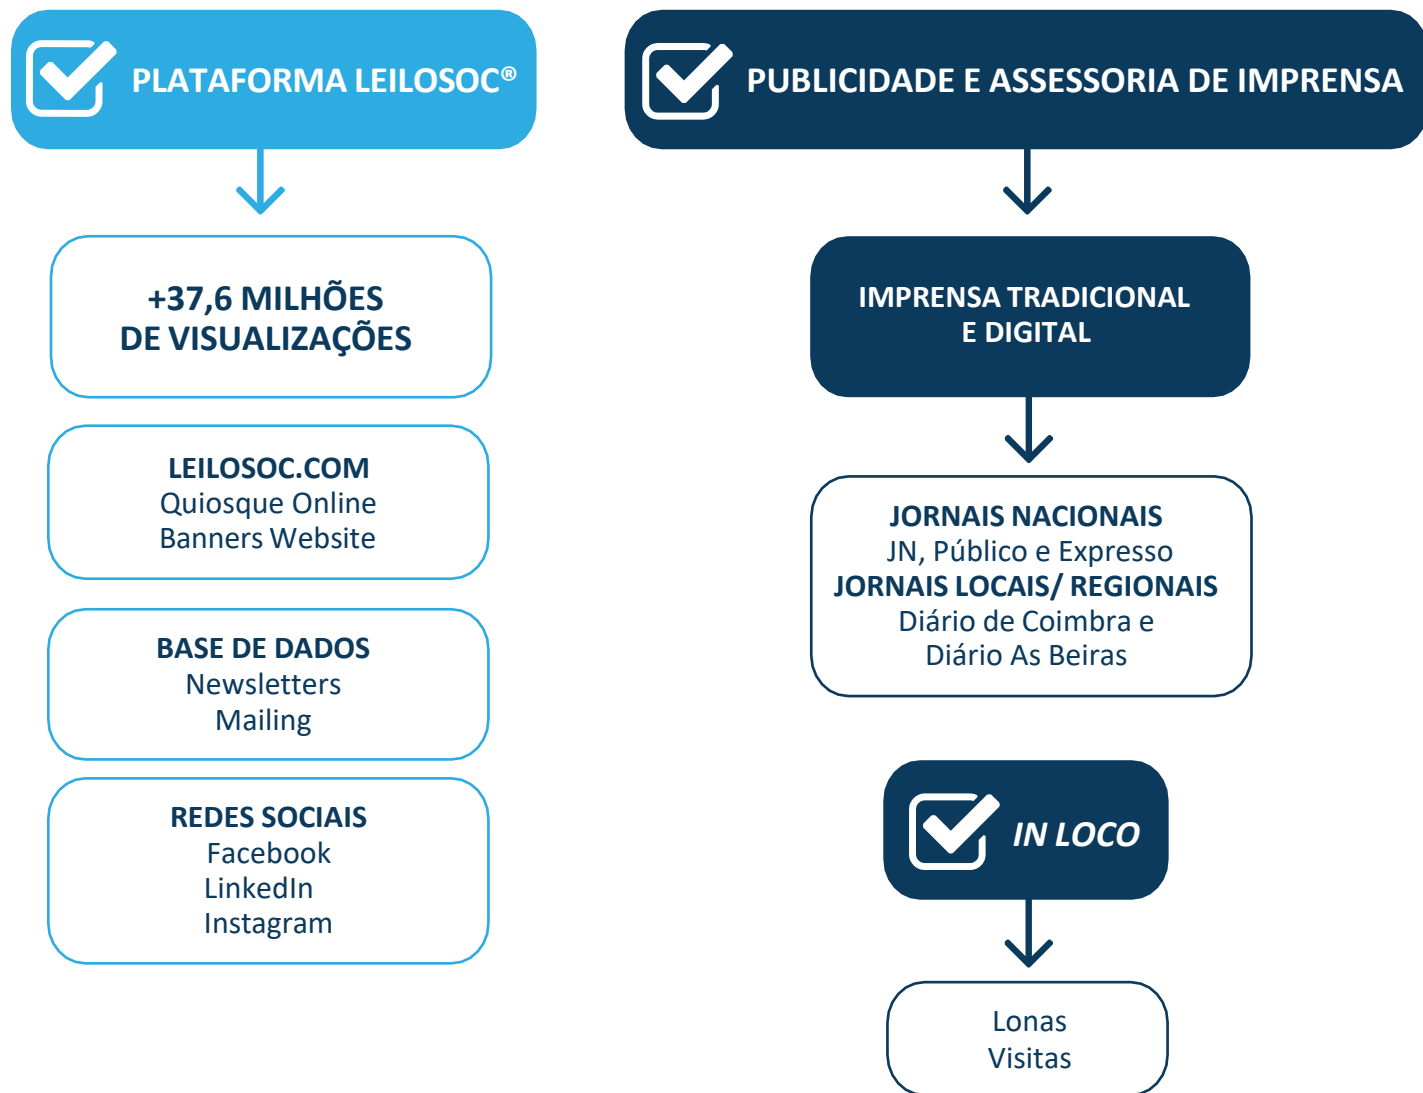 PLATAFORMA LEILOSOC®
+37,6 MILHÕES
DE VISUALIZAÇÕES
LEILOSOC.COM
Quiosque Online
Banners Website
BASE DE DADOS
Newsletters
Mailing
REDES SOCIAIS
Facebook
LinkedIn
Instagram
PUBLICIDADE E ASSESSORIA DE IMPRENSA
IMPRENSA TRADICIONAL
E DIGITAL
JORNAIS NACIONAIS
JN, Público e Expresso
JORNAIS LOCAIS/ REGIONAIS
Diário de Coimbra e
Diário As Beiras
IN LOCO
Lonas
Visitas